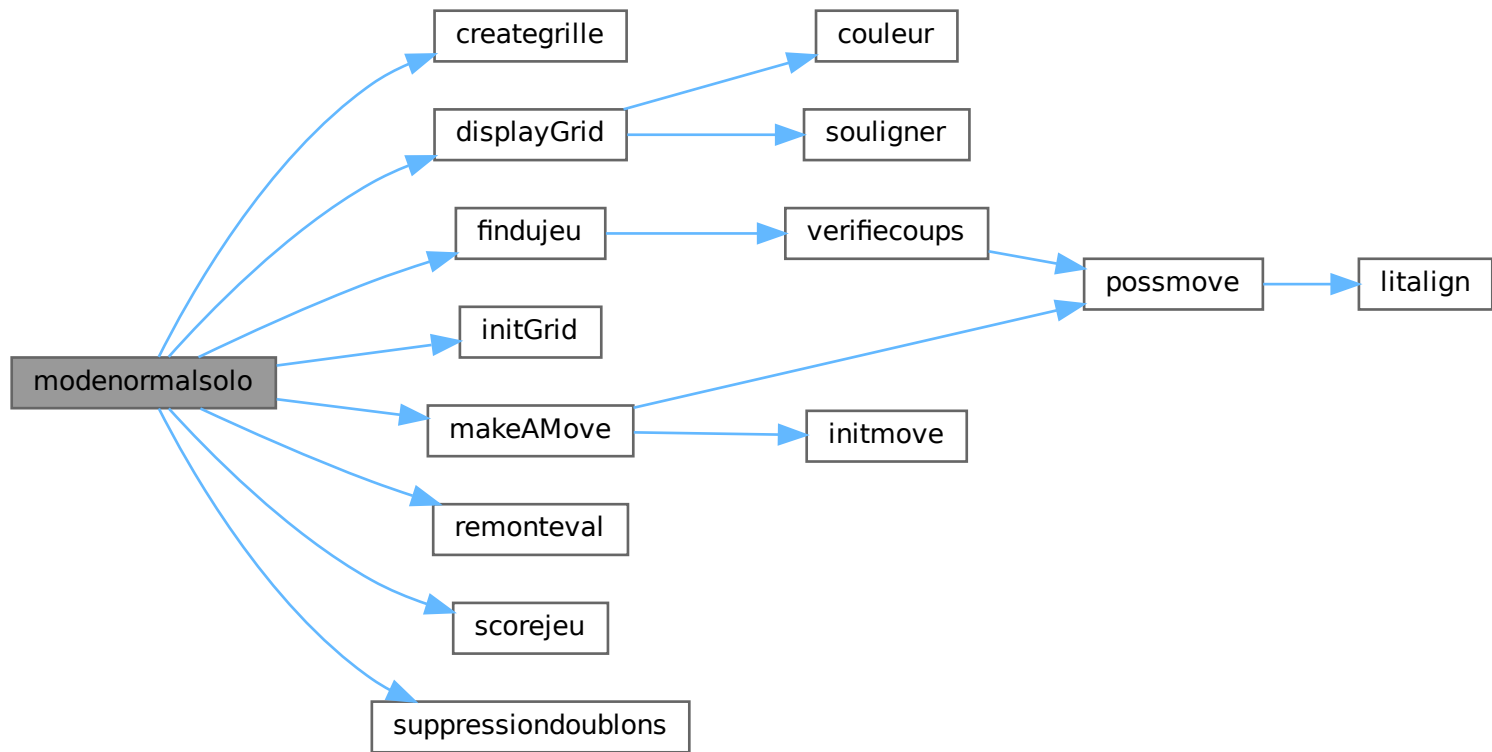 creategrille
couleur
displayGrid
souligner
findujeu
verifiecoups
possmove
litalign
initGrid
modenormalsolo
makeAMove
initmove
remonteval
scorejeu
suppressiondoublons